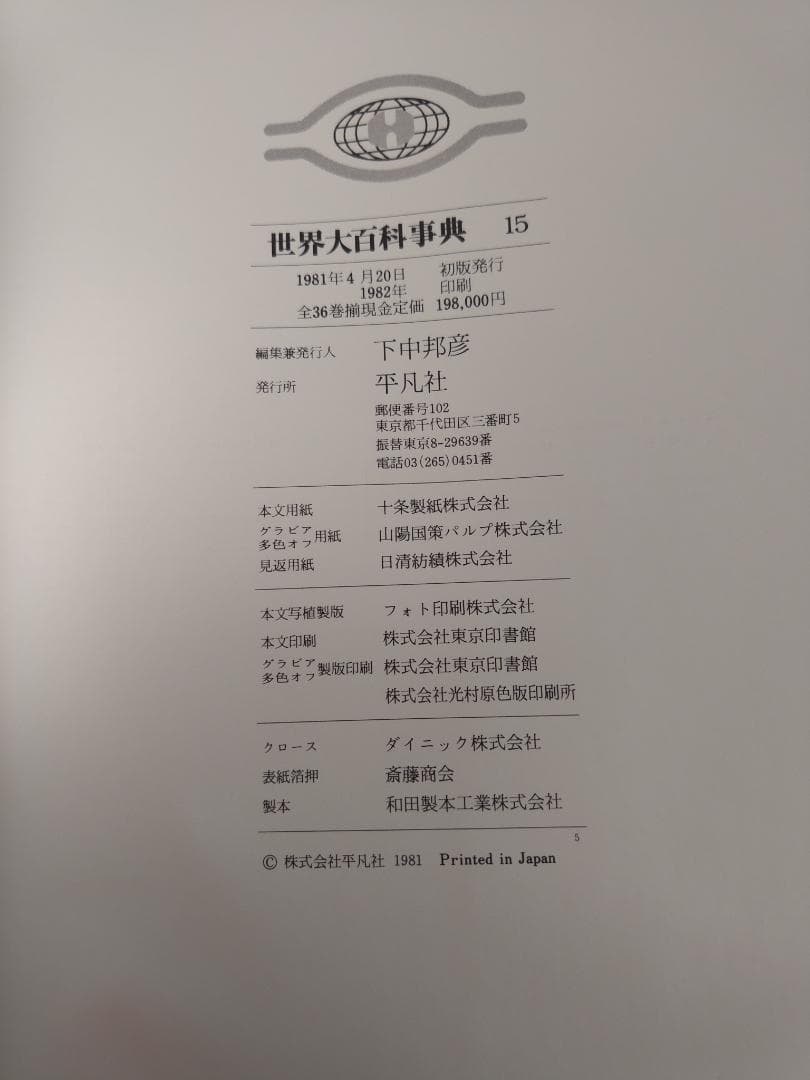 世界大百科事典 15
1981年4月20日 初版発行
1982年 印刷
全36巻揃現金定価 198,000円
編集兼発行人 下中邦彦
発行所 平凡社
郵便番号102
東京都千代田区三番町5
振替東京8-29639番
電話03(265)0451番
本文用紙 十条製紙株式会社
グラビア多色オフ用紙 山陽国策パルプ株式会社
見返用紙 日清紡績株式会社
本文写植製版 フォト印刷株式会社
本文印刷 株式会社東京印書館
グラビア多色オフ製版印刷 株式会社東京印書館
株式会社光村原色版印刷所
クロース ダイニック株式会社
表紙箔押 斎藤商会
製本 和田製本工業株式会社
5
© 株式会社平凡社 1981 Printed in Japan